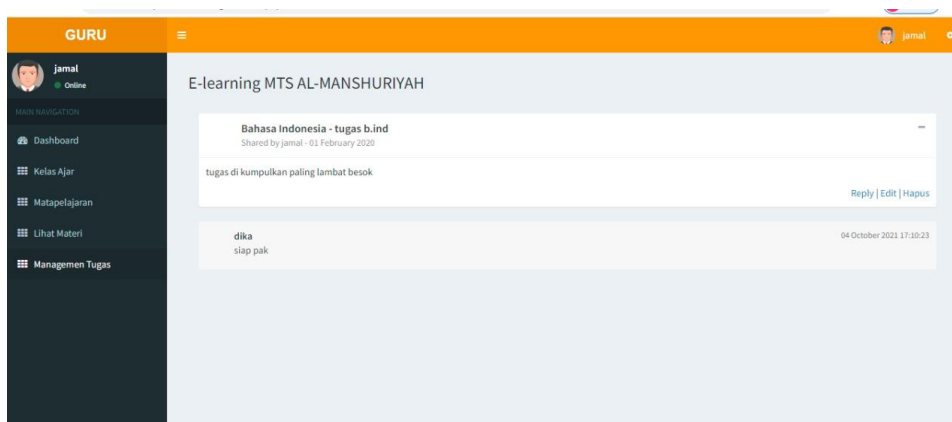 GURU
jamal
jamal
Online
E-learning MTS AL-MANSHURIYAH
MAIN NAVIGATION
Dashboard
Kelas Ajar
Matapelajaran
Lihat Materi
Managemen Tugas
Bahasa Indonesia - tugas b.ind
Shared by jamal - 01 February 2020
tugas di kumpulkan paling lambat besok
Reply | Edit | Hapus
dika
04 October 2021 17:10:23
siap pak